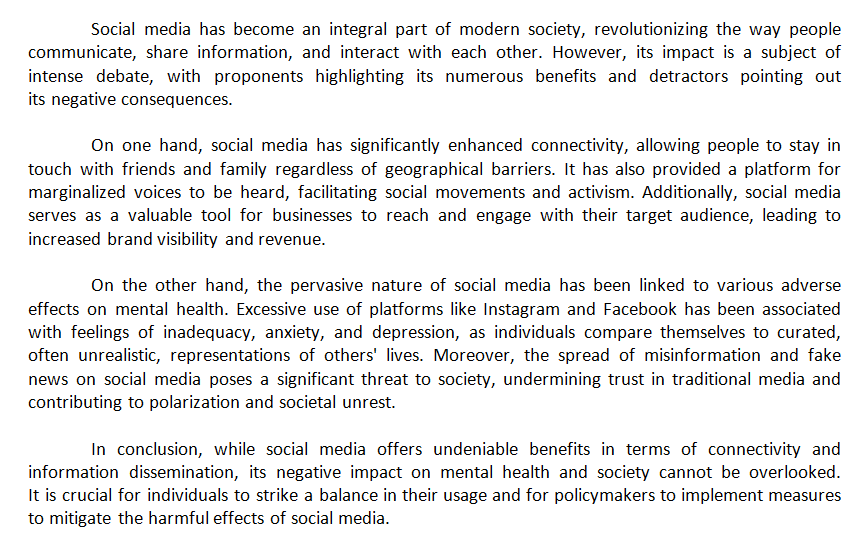 Social media has become an integral part of modern society, revolutionizing the way people
communicate, share information, and interact with each other. However, its impact is a subject of
intense debate, with proponents highlighting its numerous benefits and detractors pointing out
its negative consequences.
On one hand, social media has significantly enhanced connectivity, allowing people to stay in
touch with friends and family regardless of geographical barriers. It has also provided a platform for
marginalized voices to be heard, facilitating social movements and activism. Additionally, social media
serves as a valuable tool for businesses to reach and engage with their target audience, leading to
increased brand visibility and revenue.
On the other hand, the pervasive nature of social media has been linked to various adverse
effects on mental health. Excessive use of platforms like Instagram and Facebook has been associated
with feelings of inadequacy, anxiety, and depression, as individuals compare themselves to curated,
often unrealistic, representations of others' lives. Moreover, the spread of misinformation and fake
news on social media poses a significant threat to society, undermining trust in traditional media and
contributing to polarization and societal unrest.
In conclusion, while social media offers undeniable benefits in terms of connectivity and
information dissemination, its negative impact on mental health and society cannot be overlooked.
It is crucial for individuals to strike a balance in their usage and for policymakers to implement measures
to mitigate the harmful effects of social media.